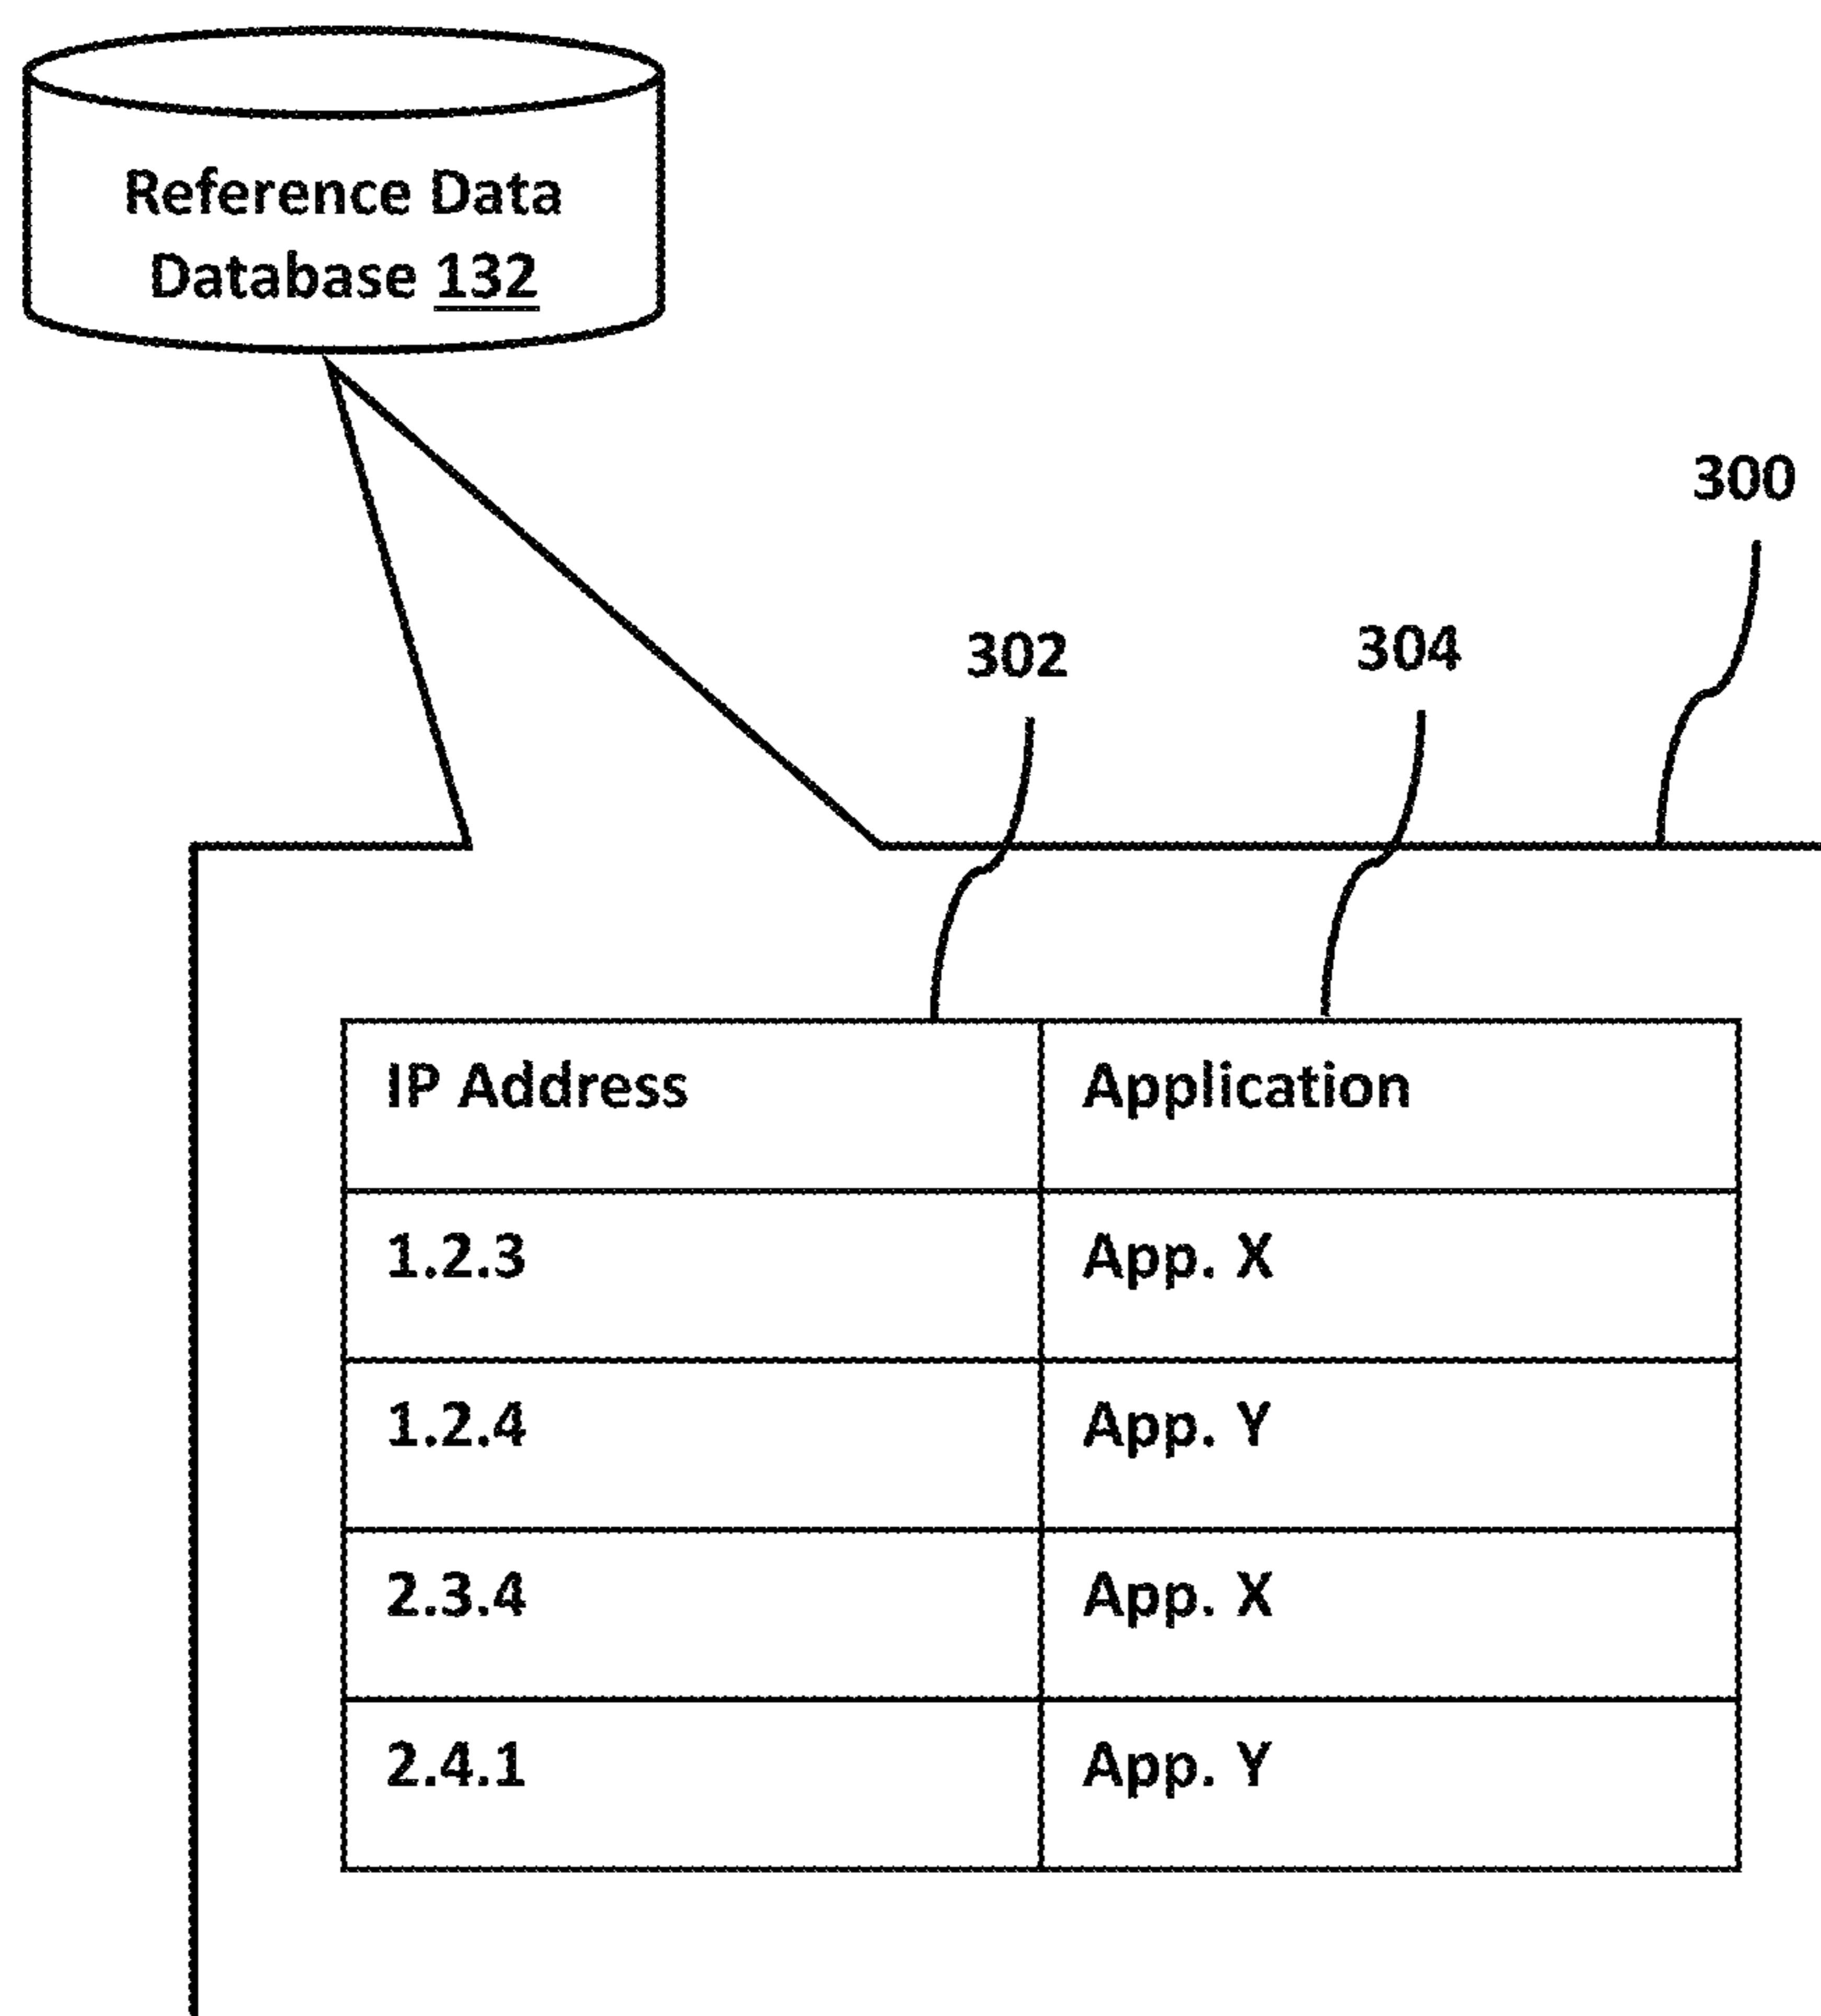 Reference Data
Database 132
300
302 304
IP Address Application
1.2.3 App. X
1.2.4 App. Y
2.3.4 App. X
2.4.1 App. Y